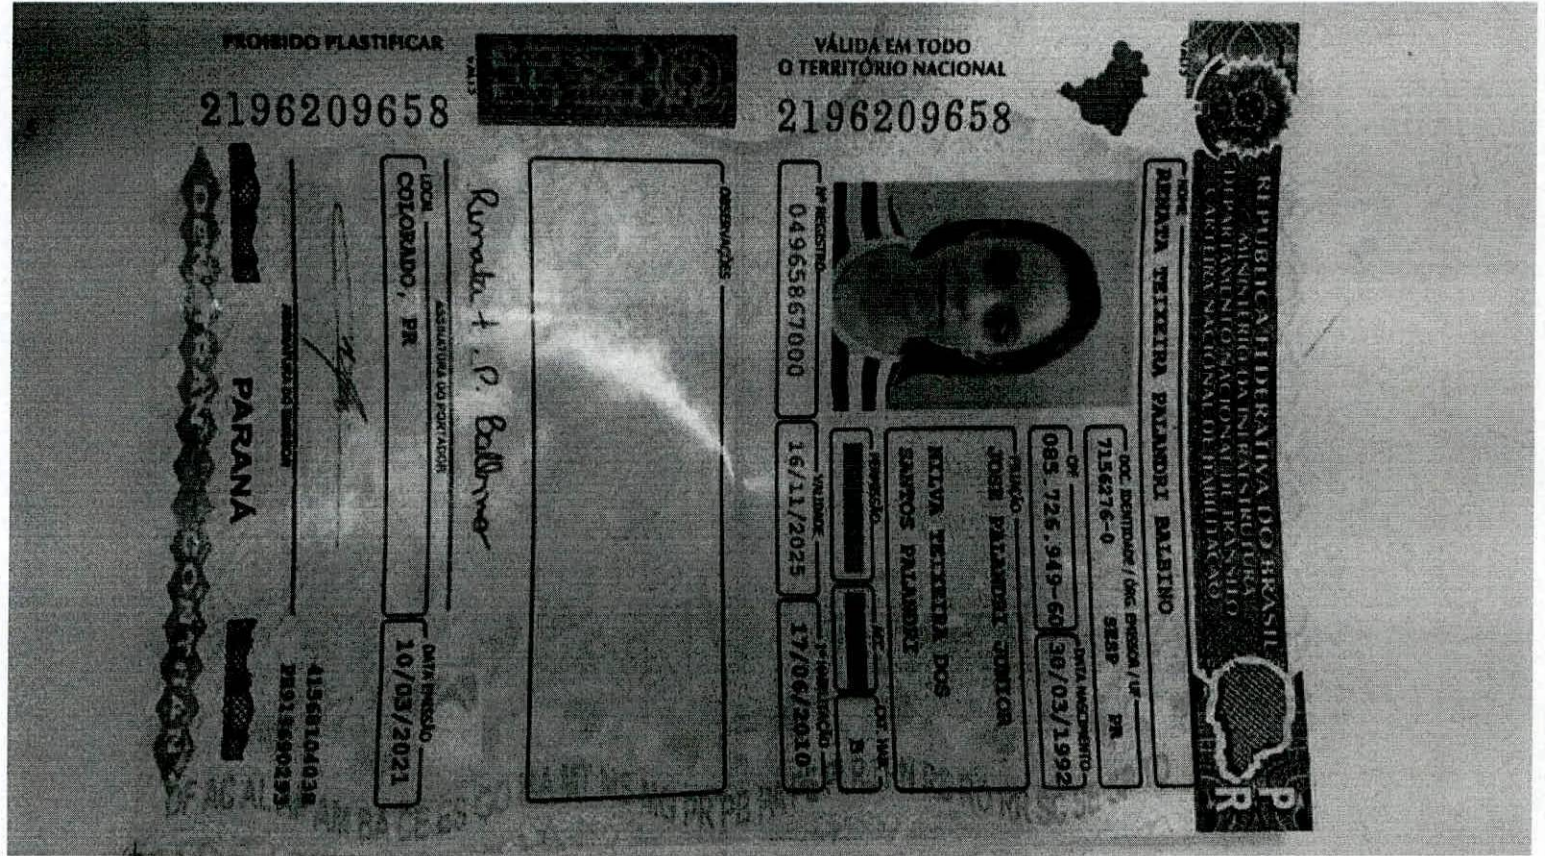 REPÚBLICA FEDERATIVA DO BRASIL
MINISTÉRIO DA INFRAESTRUTURA
DEPARTAMENTO NACIONAL DE TRÂNSITO
CARTEIRA NACIONAL DE HABILITAÇÃO
PR
VÁLIDA EM TODO
O TERRITÓRIO NACIONAL
2196209658
NOME
RENATA TEIXEIRA PALANDRI BALBINO
DOC. IDENTIDADE / ÓRG EMISSOR / UF
7156276-0 SESP PR
CPF
085.726.949-60
DATA NASCIMENTO
30/03/1992
FILIAÇÃO
JOSE PALANDRI JUNIOR
NILVA TEIXEIRA DOS
SANTOS PALANDRI
PERMISSÃO
ACC
CAT. HAB.
B
Nº REGISTRO
04965867000
VALIDADE
16/11/2025
1ª HABILITAÇÃO
17/06/2010
OBSERVAÇÕES
PROIBIDO PLASTIFICAR
2196209658
Renata T. P. Balbino
ASSINATURA DO PORTADOR
LOCAL
COLORADO, PR
DATA EMISSÃO
10/03/2021
ASSINATURA DO EMISSOR
41568104038
PR919690293
PARANÁ